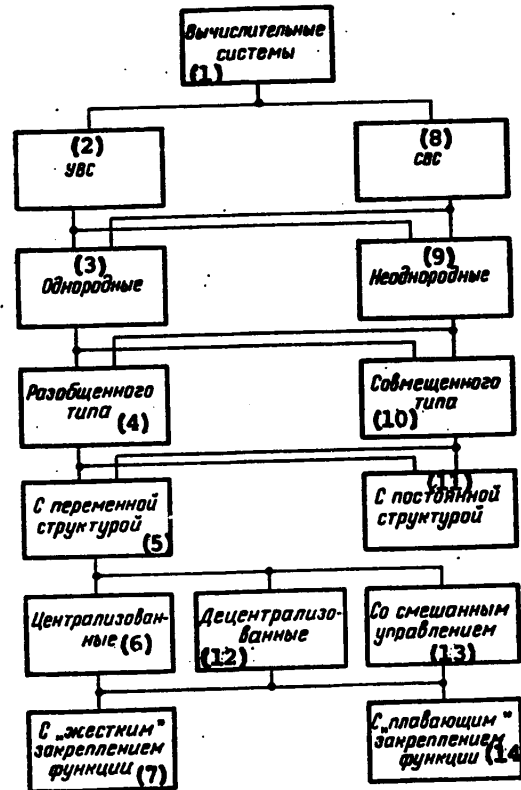 Вычислительные
системы
(1)
(2)
УВС
(8)
СВС
(3)
Однородные
(9)
Неоднородные
Разобщенного
типа (4)
Совмещенного
(10) типа
С переменной
структурой
(5)
(11)
С постоянной
структурой
Централизован-
ные (6)
Децентрализо-
ванные
(12)
Со смешанным
управлением
(13)
С „жестким"
закреплением
функции (7)
С „плавающим"
закреплением
функции (14